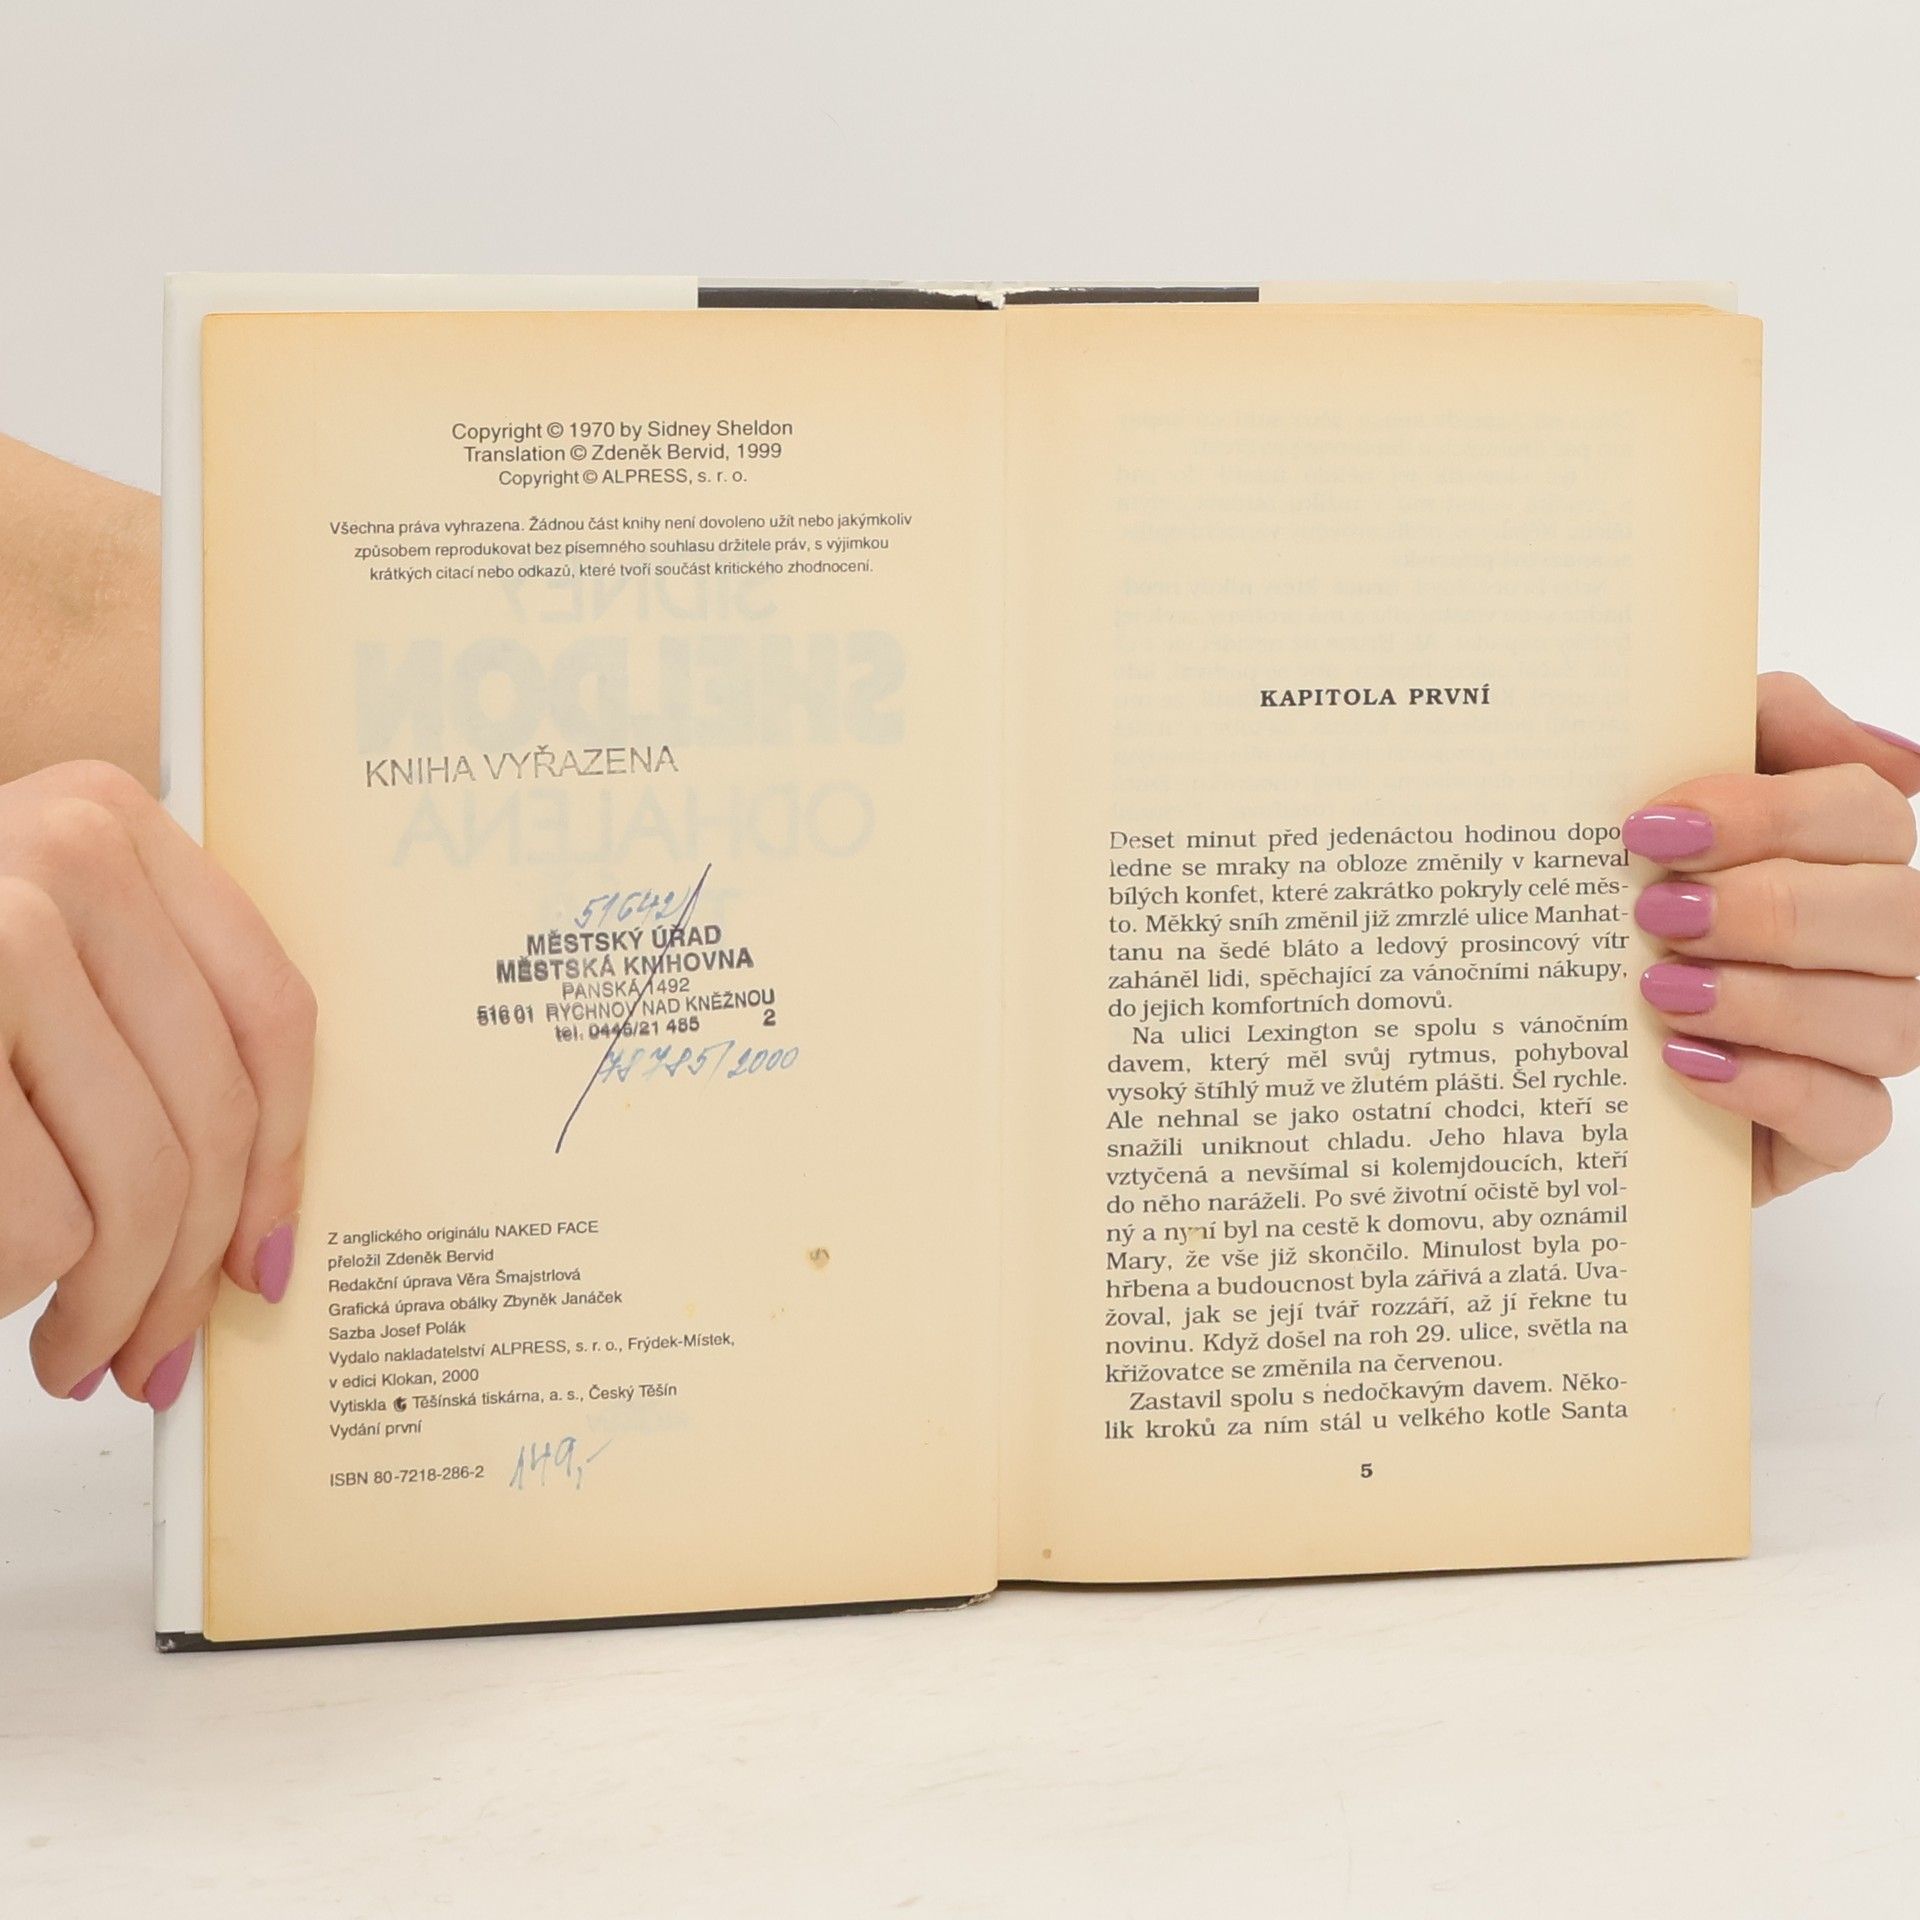 Copyright © 1970 by Sidney Sheldon
Translation © Zdeněk Bervid, 1999
Copyright © ALPRESS, s. r. o.
Všechna práva vyhrazena. Žádnou část knihy není dovoleno užít nebo jakýmkoliv
způsobem reprodukovat bez písemného souhlasu držitele práv, s výjimkou
krátkých citací nebo odkazů, které tvoří součást kritického zhodnocení.
KNIHA VYŘAZENA
51642
MĚSTSKÝ ÚŘAD
MĚSTSKÁ KNIHOVNA
PANSKÁ 1492
516 01 RYCHNOV NAD KNĚŽNOU
tel. 0445/21 485 2
78785/2000
Z anglického originálu NAKED FACE
přeložil Zdeněk Bervid
Redakční úprava Věra Šmajstrlová
Grafická úprava obálky Zbyněk Janáček
Sazba Josef Polák
Vydalo nakladatelství ALPRESS, s. r. o., Frýdek-Místek,
v edici Klokan, 2000
Vytiskla Těšínská tiskárna, a. s., Český Těšín
Vydání první
ISBN 80-7218-286-2 149,-
KAPITOLA PRVNÍ
Deset minut před jedenáctou hodinou dopo-
ledne se mraky na obloze změnily v karneval
bílých konfet, které zakrátko pokryly celé měs-
to. Měkký sníh změnil již zmrzlé ulice Manhat-
tanu na šedé bláto a ledový prosincový vítr
zaháněl lidi, spěchající za vánočními nákupy,
do jejich komfortních domovů.
Na ulici Lexington se spolu s vánočním
davem, který měl svůj rytmus, pohyboval
vysoký štíhlý muž ve žlutém plášti. Šel rychle.
Ale nehnal se jako ostatní chodci, kteří se
snažili uniknout chladu. Jeho hlava byla
vztyčená a nevšímal si kolemjdoucích, kteří
do něho naráželi. Po své životní očistě byl vol-
ný a nyní byl na cestě k domovu, aby oznámil
Mary, že vše již skončilo. Minulost byla po-
hřbena a budoucnost byla zářivá a zlatá. Uva-
žoval, jak se její tvář rozzáří, až jí řekne tu
novinu. Když došel na roh 29. ulice, světla na
křižovatce se změnila na červenou.
Zastavil spolu s nedočkavým davem. Něko-
lik kroků za ním stál u velkého kotle Santa
5